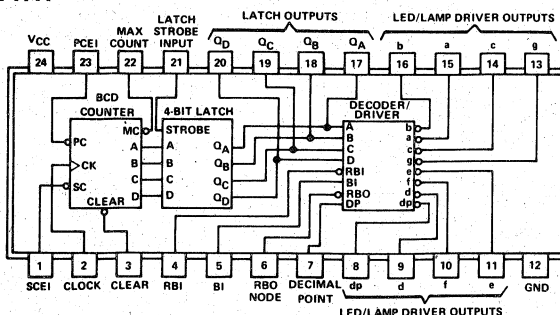 LATCH OUTPUTS
LED/LAMP DRIVER OUTPUTS
VCC PCEI MAX COUNT LATCH STROBE INPUT QD QC QB QA b a c g
24 23 22 21 20 19 18 17 16 15 14 13
BCD COUNTER
4-BIT LATCH
DECODER/DRIVER
MC STROBE
PC A QA A b
CK B QB B a
SC C QC C c
D QD D g
CLEAR
RBI e
BI f
RBO d
DP dp
1 2 3 4 5 6 7 8 9 10 11 12
SCEI CLOCK CLEAR RBI BI RBO NODE DECIMAL POINT dp d f e GND
LED/LAMP DRIVER OUTPUTS